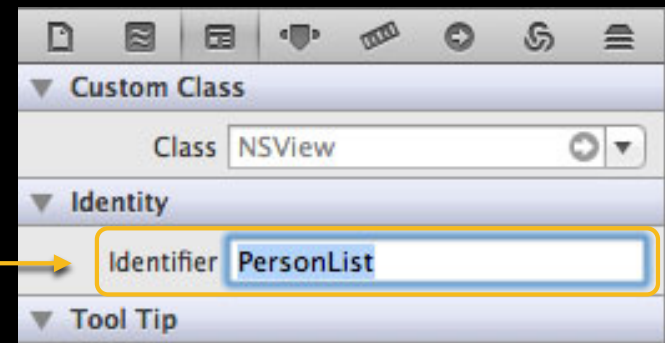 Custom Class
Class NSView
Identity
Identifier PersonList
Tool Tip